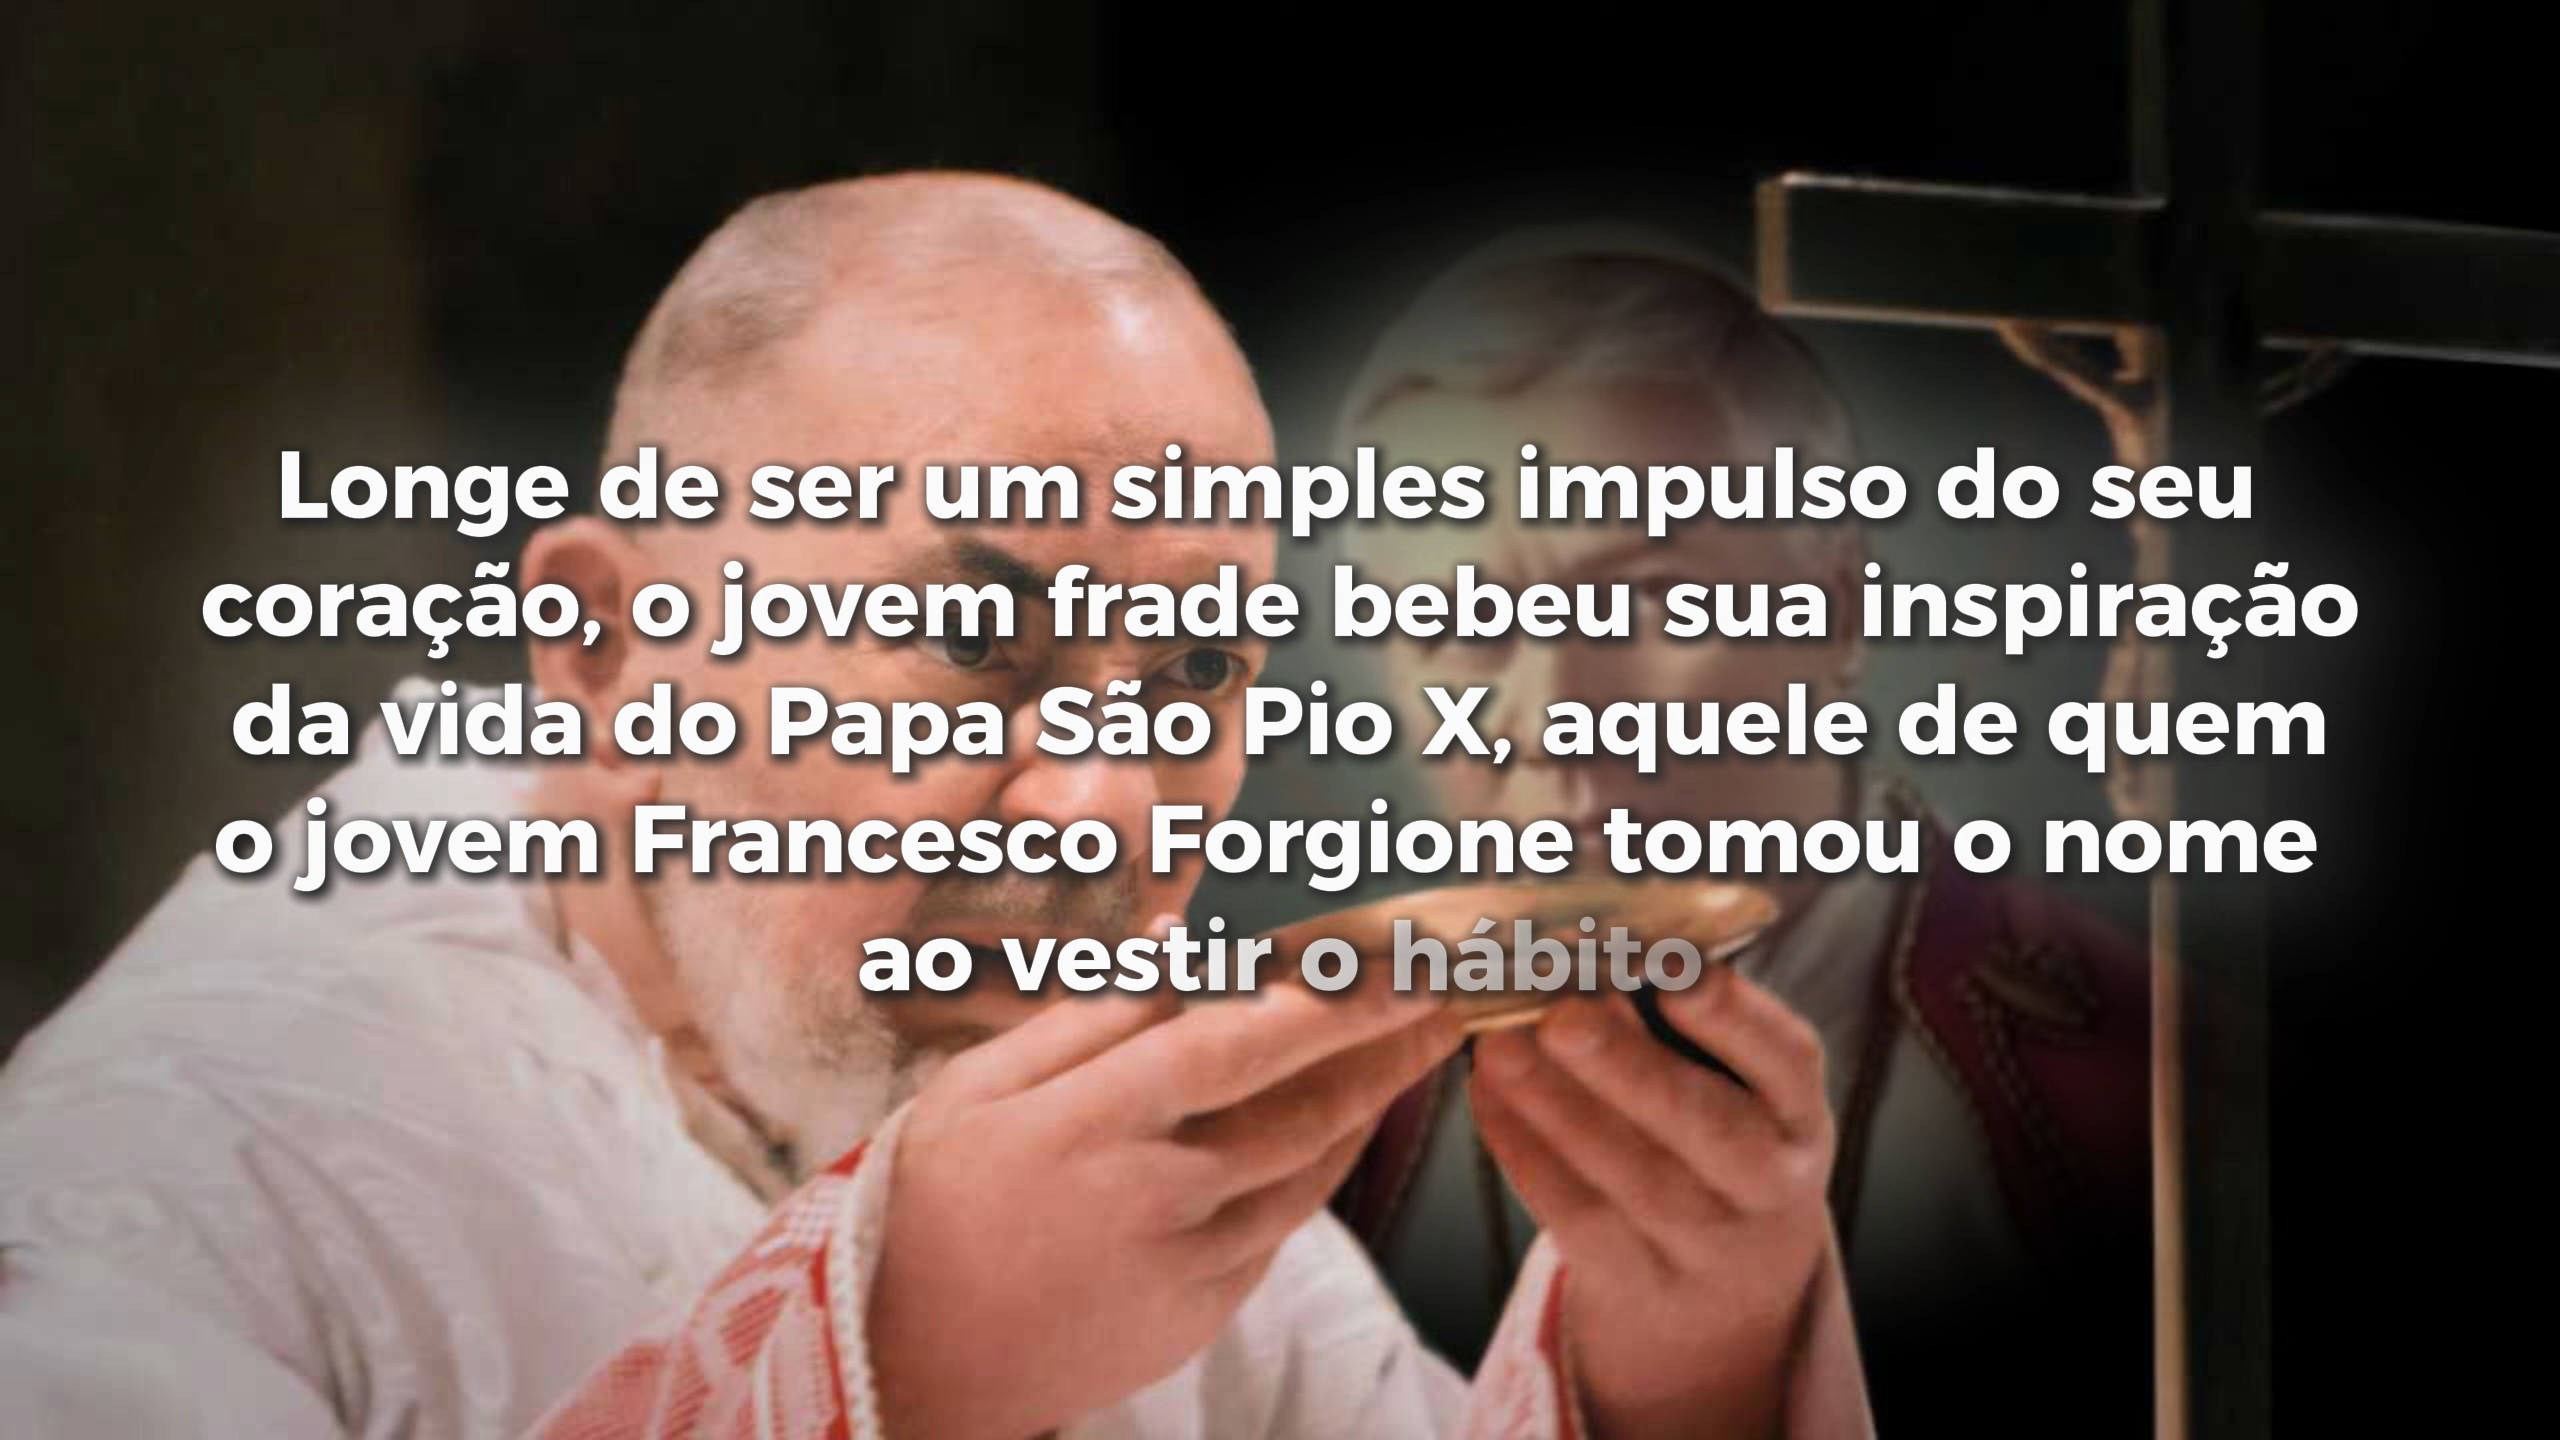 Longe de ser um simples impulso do seu
coração, o jovem frade bebeu sua inspiração
da vida do Papa São Pio X, aquele de quem
o jovem Francesco Forgione tomou o nome
ao vestir o hábito